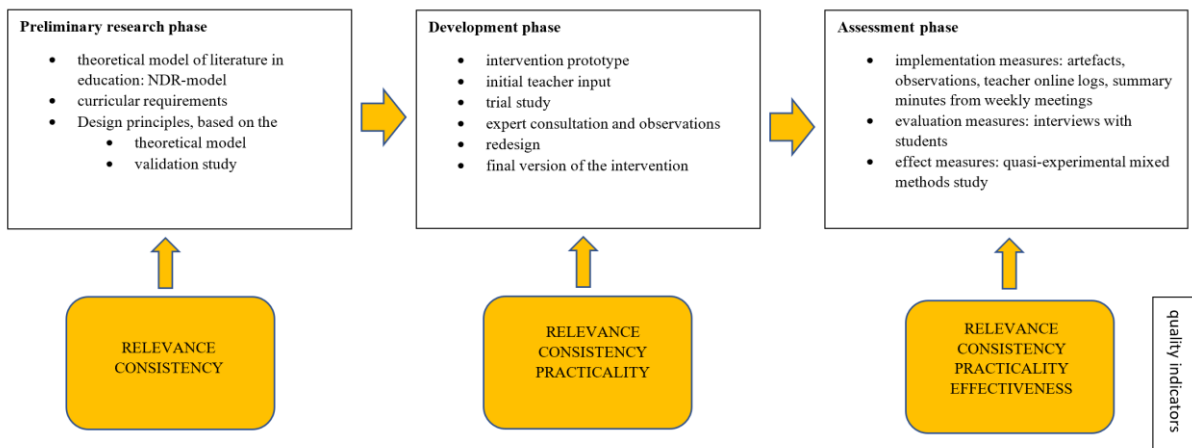 Preliminary research phase
• theoretical model of literature in
education: NDR-model
• curricular requirements
• Design principles, based on the
• theoretical model
• validation study
Development phase
• intervention prototype
• initial teacher input
• trial study
• expert consultation and observations
• redesign
• final version of the intervention
Assessment phase
• implementation measures: artefacts,
observations, teacher online logs, summary
minutes from weekly meetings
• evaluation measures: interviews with
students
• effect measures: quasi-experimental mixed
methods study
RELEVANCE
CONSISTENCY
RELEVANCE
CONSISTENCY
PRACTICALITY
RELEVANCE
CONSISTENCY
PRACTICALITY
EFFECTIVENESS
quality indicators